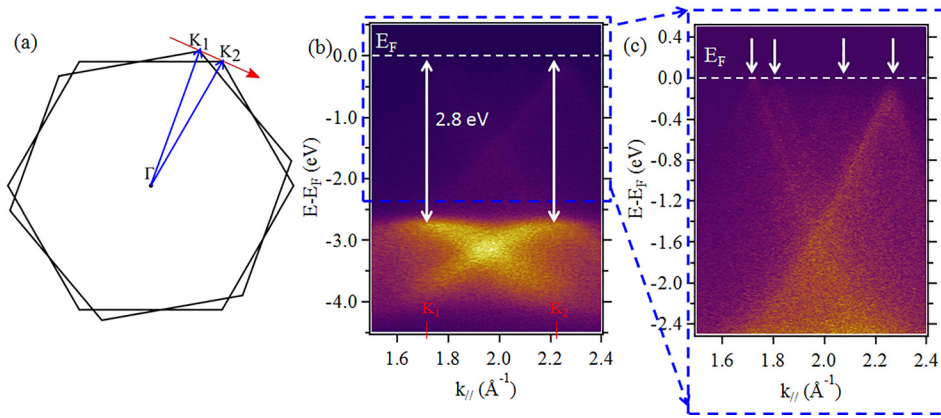 (a)
K1
K2
Γ
(b)
EF
2.8 eV
E-EF (eV)
0.0
-1.0
-2.0
-3.0
-4.0
K1
K2
1.6 1.8 2.0 2.2 2.4
k// (Å-1)
(c)
EF
E-EF (eV)
0.0
-0.4
-0.8
-1.2
-1.6
-2.0
-2.4
1.6 1.8 2.0 2.2 2.4
k// (Å-1)